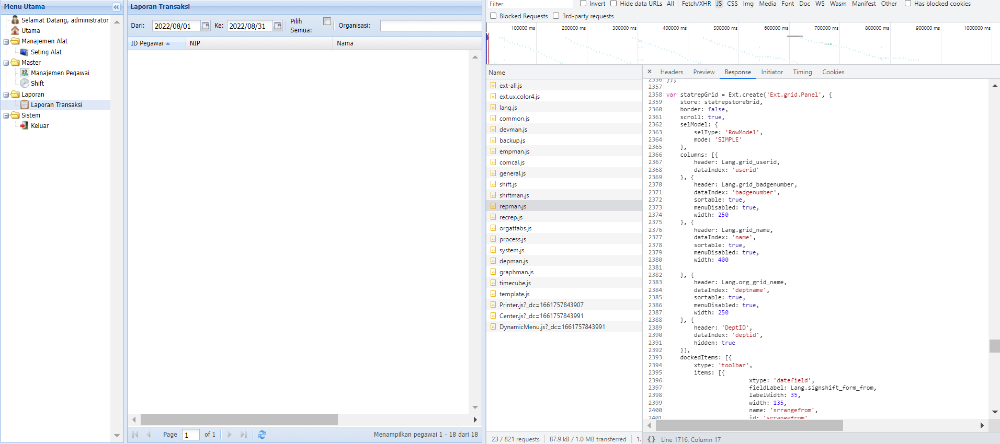 Menu Utama
Selamat Datang, administrator
Utama
Manajemen Alat
Seting Alat
Master
Manajemen Pegawai
Shift
Laporan
Laporan Transaksi
Sistem
Keluar
Laporan Transaksi
Dari: 2022/08/01 Ke: 2022/08/31 Pilih Semua: Organisasi:
ID Pegawai NIP Nama
Page 1 of 1 Menampilkan pegawai 1 - 18 dari 18
Filter Invert Hide data URLs All Fetch/XHR JS CSS Img Media Font Doc WS Wasm Manifest Other Has blocked cookies
Blocked Requests 3rd-party requests
100000 ms 200000 ms 300000 ms 400000 ms 500000 ms 600000 ms 700000 ms 800000 ms 900000 ms 1000000 ms
Name
ext-all.js
ext.ux.color4.js
lang.js
common.js
devman.js
backup.js
empman.js
comcal.js
general.js
shift.js
shiftman.js
repman.js
recrep.js
orgattabs.js
process.js
system.js
depman.js
graphman.js
timecube.js
template.js
Printer.js?_dc=1661757843907
Center.js?_dc=1661757843991
DynamicMenu.js?_dc=1661757843991
23 / 821 requests 87.9 kB / 1.0 MB transferred 1.
Headers Preview Response Initiator Timing Cookies
2356 });
2357
2358 var statrepGrid = Ext.create('Ext.grid.Panel', {
2359 store: statrepstoreGrid,
2360 border: false,
2361 scroll: true,
2362 selModel: {
2363 selType: 'RowModel',
2364 mode: 'SIMPLE'
2365 },
2366 columns: [{
2367 header: Lang.grid_userid,
2368 dataIndex: 'userid'
2369 }, {
2370 header: Lang.grid_badgenumber,
2371 dataIndex: 'badgenumber',
2372 sortable: true,
2373 menuDisabled: true,
2374 width: 250
2375 }, {
2376 header: Lang.grid_name,
2377 dataIndex: 'name',
2378 sortable: true,
2379 menuDisabled: true,
2380 width: 400
2381
2382 }, {
2383 header: Lang.org_grid_name,
2384 dataIndex: 'deptname',
2385 sortable: true,
2386 menuDisabled: true,
2387 width: 250
2388 }, {
2389 header: 'DeptID',
2390 dataIndex: 'deptid',
2391 hidden: true
2392 }],
2393 dockedItems: [{
2394 xtype: 'toolbar',
2395 items: [{
2396 xtype: 'datefield',
2397 fieldLabel: Lang.signshift_form_from,
2398 labelWidth: 35,
2399 width: 135,
2400 name: 'srrangefrom',
2401 id: 'srrangefrom'
{} Line 1716, Column 17